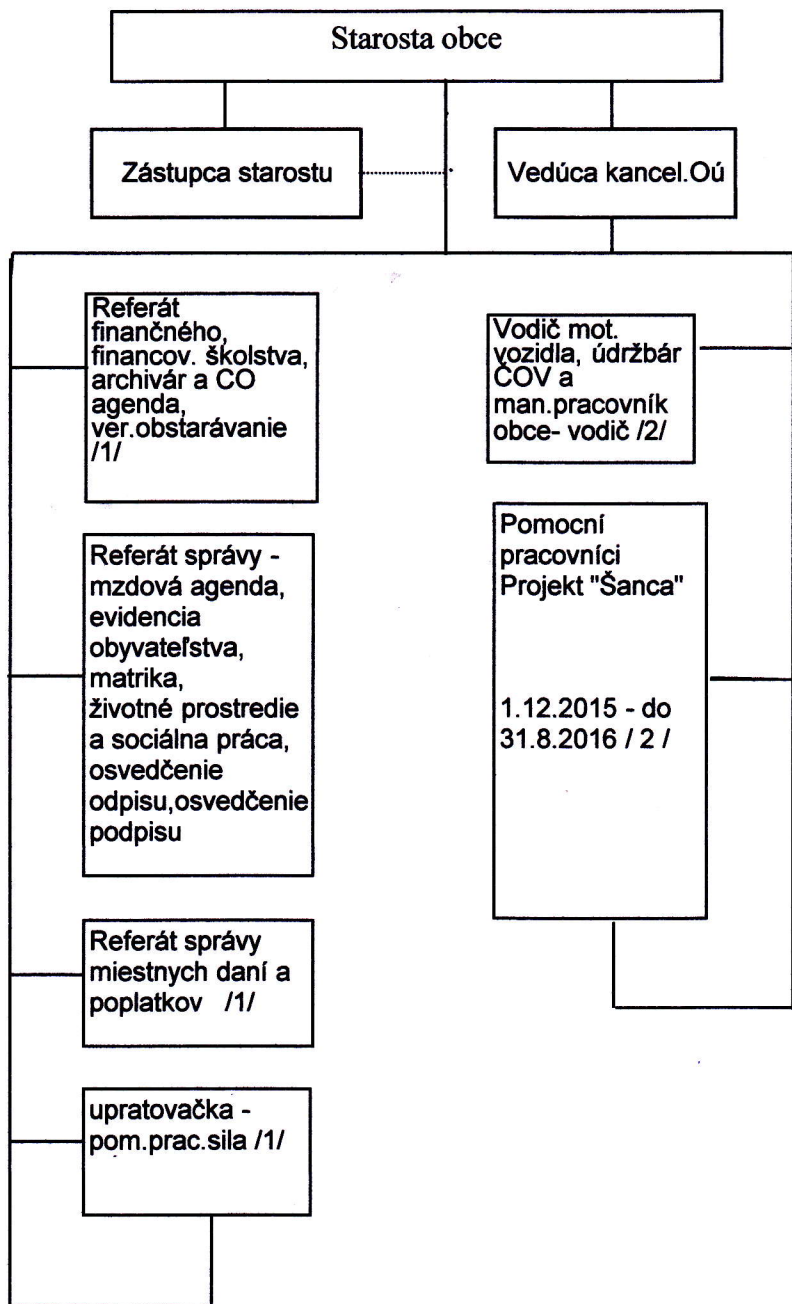 Starosta obce
Zástupca starostu
Vedúca kancel.Oú
Referát
finančného,
financov. školstva,
archivár a CO
agenda,
ver.obstarávanie
/1/
Vodič mot.
vozidla, údržbár
ČOV a
man.pracovník
obce- vodič /2/
Referát správy -
mzdová agenda,
evidencia
obyvateľstva,
matrika,
životné prostredie
a sociálna práca,
osvedčenie
odpisu,osvedčenie
podpisu
Pomocní
pracovníci
Projekt "Šanca"
1.12.2015 - do
31.8.2016 / 2 /
Referát správy
miestnych daní a
poplatkov /1/
upratovačka -
pom.prac.sila /1/